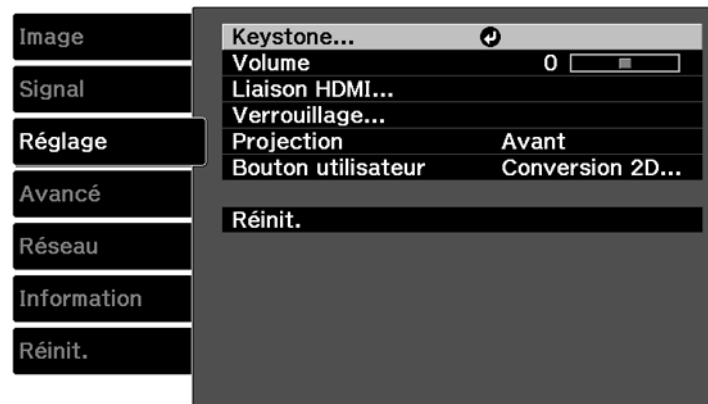 Image
Signal
Réglage
Avancé
Réseau
Information
Réinit.
Keystone...
Volume 0
Liaison HDMI...
Verrouillage...
Projection Avant
Bouton utilisateur Conversion 2D...
Réinit.